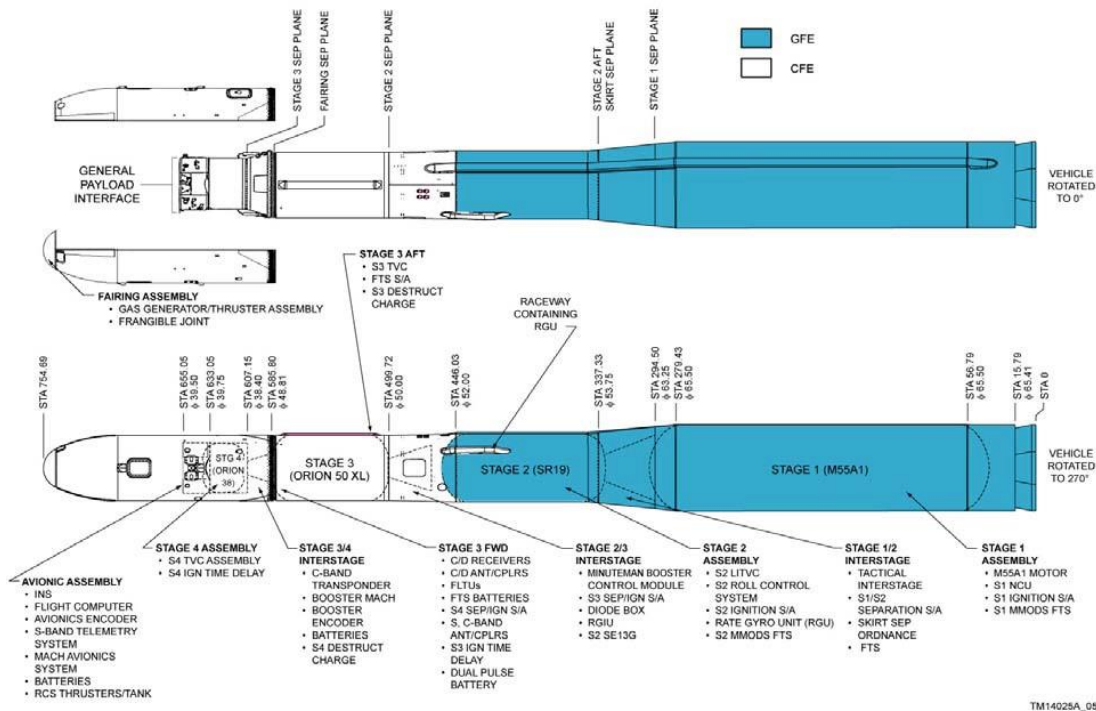 STAGE 3 SEP PLANE
FAIRING SEP PLANE
STAGE 2 SEP PLANE
STAGE 2 AFT
SKIRT SEP PLANE
STAGE 1 SEP PLANE
GFE
CFE
GENERAL
PAYLOAD
INTERFACE
VEHICLE
ROTATED
TO 0°
FAIRING ASSEMBLY
• GAS GENERATOR/THRUSTER ASSEMBLY
• FRANGIBLE JOINT
STAGE 3 AFT
• S3 TVC
• FTS S/A
• S3 DESTRUCT
CHARGE
RACEWAY
CONTAINING
RGU
STA 754.69
STA 655.05
ϕ 39.50
STA 633.05
ϕ 39.75
STA 607.15
ϕ 38.40
STA 585.80
ϕ 48.81
STA 499.72
ϕ 50.00
STA 446.03
ϕ 52.00
STA 337.33
ϕ 53.75
STA 294.50
ϕ 63.25
STA 279.43
ϕ 65.50
STA 56.79
ϕ 65.50
STA 15.79
ϕ 65.41
STA 0
STG 4
(ORION
38)
STAGE 3
(ORION 50 XL)
STAGE 2 (SR19)
STAGE 1 (M55A1)
VEHICLE
ROTATED
TO 270°
AVIONIC ASSEMBLY
• INS
• FLIGHT COMPUTER
• AVIONICS ENCODER
• S-BAND TELEMETRY
SYSTEM
• MACH AVIONICS
SYSTEM
• BATTERIES
• RCS THRUSTERS/TANK
STAGE 4 ASSEMBLY
• S4 TVC ASSEMBLY
• S4 IGN TIME DELAY
STAGE 3/4
INTERSTAGE
• C-BAND
TRANSPONDER
• BOOSTER MACH
• BOOSTER
ENCODER
• BATTERIES
• S4 DESTRUCT
CHARGE
STAGE 3 FWD
• C/D RECEIVERS
• C/D ANT/CPLRS
• FLTUs
• FTS BATTERIES
• S4 SEP/IGN S/A
• S, C-BAND
ANT/CPLRS
• S3 IGN TIME
DELAY
• DUAL PULSE
BATTERY
STAGE 2/3
INTERSTAGE
• MINUTEMAN BOOSTER
CONTROL MODULE
• S3 SEP/IGN S/A
• DIODE BOX
• RGIU
• S2 SE13G
STAGE 2
ASSEMBLY
• S2 LITVC
• S2 ROLL CONTROL
SYSTEM
• S2 IGNITION S/A
• RATE GYRO UNIT (RGU)
• S2 MMODS FTS
STAGE 1/2
INTERSTAGE
• TACTICAL
INTERSTAGE
• S1/S2
SEPARATION S/A
• SKIRT SEP
ORDNANCE
• FTS
STAGE 1
ASSEMBLY
• M55A1 MOTOR
• S1 NCU
• S1 IGNITION S/A
• S1 MMODS FTS
TM14025A_05